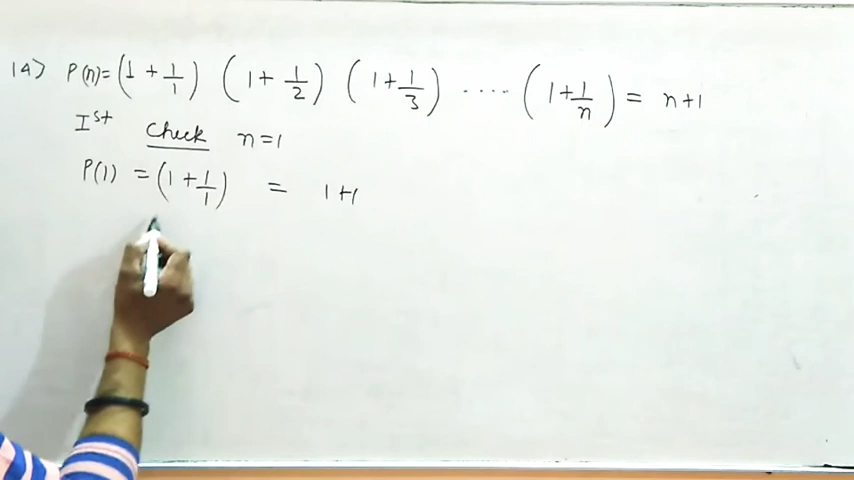 14) P(n)=(1 + 1/1) (1 + 1/2) (1 + 1/3) ..... (1 + 1/n) = n+1
Ist Check n=1
P(1) = (1 + 1/1) = 1+1